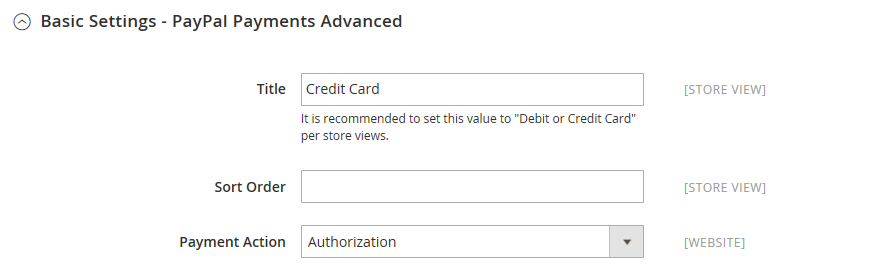 Basic Settings - PayPal Payments Advanced
Title Credit Card [STORE VIEW]
It is recommended to set this value to "Debit or Credit Card"
per store views.
Sort Order [STORE VIEW]
Payment Action Authorization [WEBSITE]